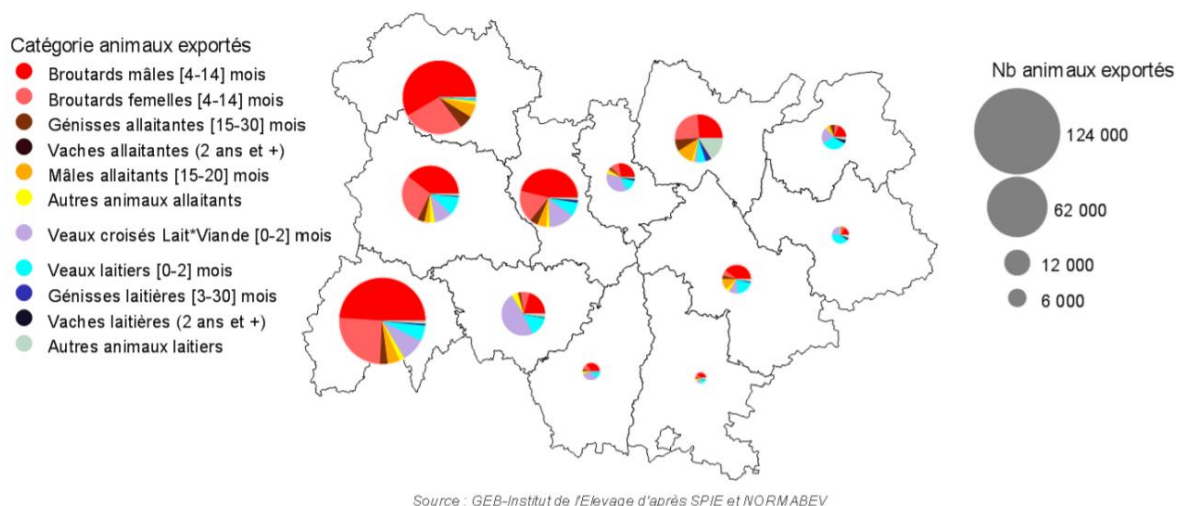 Catégorie animaux exportés
Broutards mâles [4-14] mois
Broutards femelles [4-14] mois
Génisses allaitantes [15-30] mois
Vaches allaitantes (2 ans et +)
Mâles allaitants [15-20] mois
Autres animaux allaitants
Veaux croisés Lait*Viande [0-2] mois
Veaux laitiers [0-2] mois
Génisses laitières [3-30] mois
Vaches laitières (2 ans et +)
Autres animaux laitiers
Nb animaux exportés
124 000
62 000
12 000
6 000
Source : GEB-Institut de l'Elevage d'après SPIE et NORMABEV